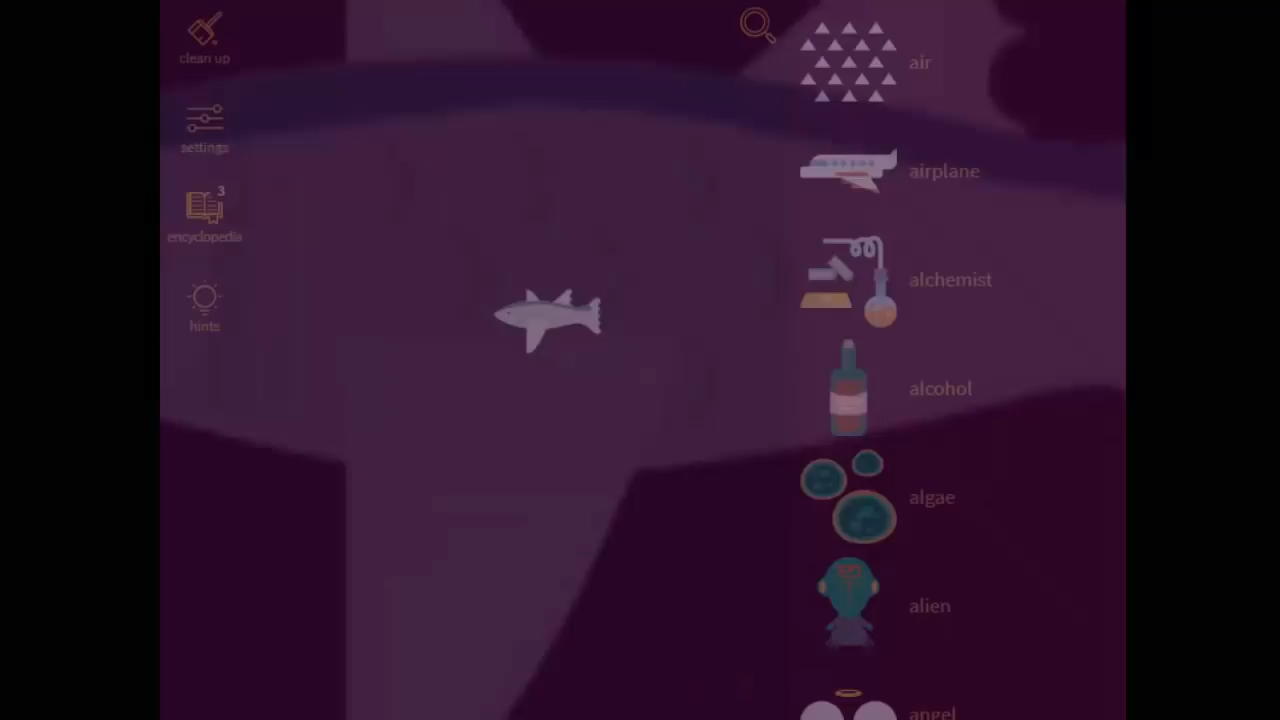 clean up
settings
3
encyclopedia
hints
air
airplane
alchemist
alcohol
algae
alien
angel